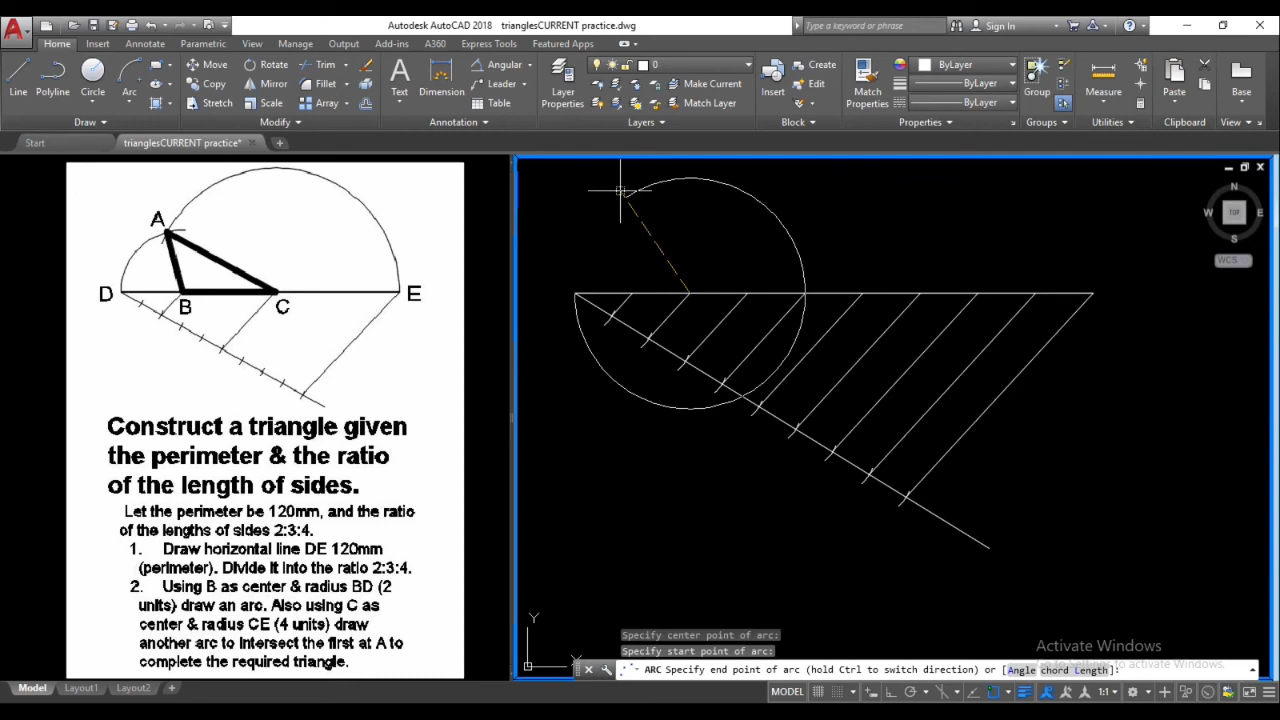 Autodesk AutoCAD 2018 trianglesCURRENT practice.dwg
Type a keyword or phrase
Sign In
Home Insert Annotate Parametric View Manage Output Add-ins A360 Express Tools Featured Apps
Line Polyline Circle Arc
Move Rotate Trim
Copy Mirror Fillet
Stretch Scale Array
Text Dimension
Angular
Leader
Table
Layer
Properties
0
Make Current
Match Layer
Insert
Create
Edit
Match
Properties
ByLayer
ByLayer
ByLayer
Group
Measure
Paste
Base
Draw Modify Annotation Layers Block Properties Groups Utilities Clipboard View
Start trianglesCURRENT practice*
A
D B C E
Construct a triangle given
the perimeter & the ratio
of the length of sides.
Let the perimeter be 120mm, and the ratio
of the lengths of sides 2:3:4.
1. Draw horizontal line DE 120mm
(perimeter). Divide it into the ratio 2:3:4.
2. Using B as center & radius BD (2
units) draw an arc. Also using C as
center & radius CE (4 units) draw
another arc to intersect the first at A to
complete the required triangle.
N
W TOP E
S
WCS
Y
X
Specify center point of arc:
Specify start point of arc:
ARC Specify end point of arc (hold Ctrl to switch direction) or [Angle chord Length]:
Activate Windows
Go to Settings to activate Windows.
Model Layout1 Layout2
MODEL
1:1